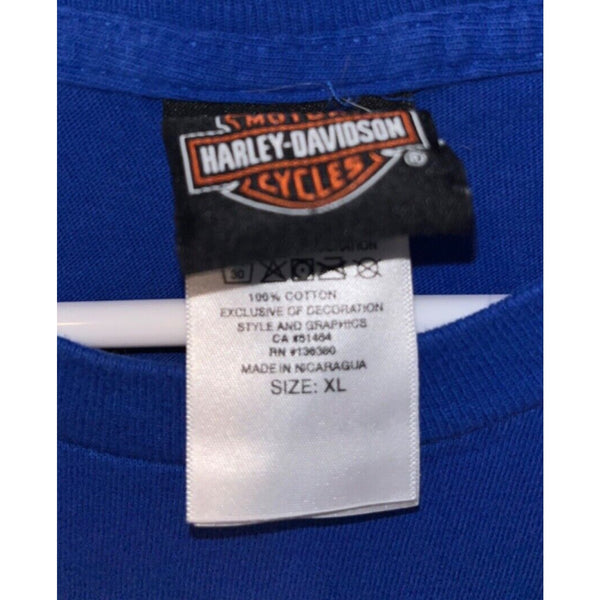 MOTOR
HARLEY-DAVIDSON
CYCLES
®
30
100% COTTON
EXCLUSIVE OF DECORATION
STYLE AND GRAPHICS
CA #51464
RN #136380
MADE IN NICARAGUA
SIZE: XL